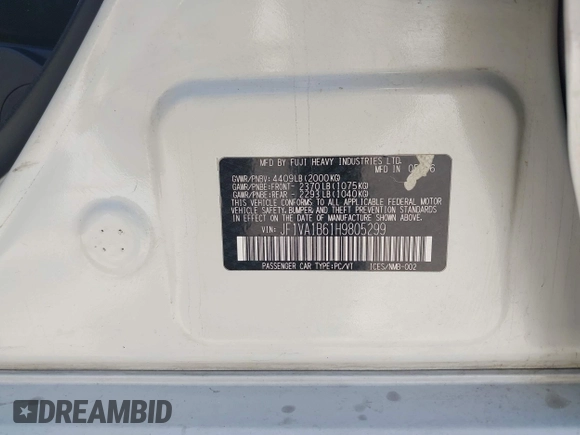 MFD BY FUJI HEAVY INDUSTRIES LTD.
MFD IN
GVWR/PNBV: 4409LB(2000KG)
GAWR/PNBE:FRONT- 2370LB(1075KG)
GAWR/PNBE:REAR - 2293LB(1040KG)
THIS VEHICLE CONFORMS TO ALL APPLICABLE FEDERAL MOTOR
VEHICLE SAFETY, BUMPER, AND THEFT PREVENTION STANDARDS
IN EFFECT ON THE DATE OF MANUFACTURE SHOWN ABOVE.
VIN: JF1VA1B61H9805299
PASSENGER CAR TYPE:PC/VT ICES/NMB-002
DREAMBID